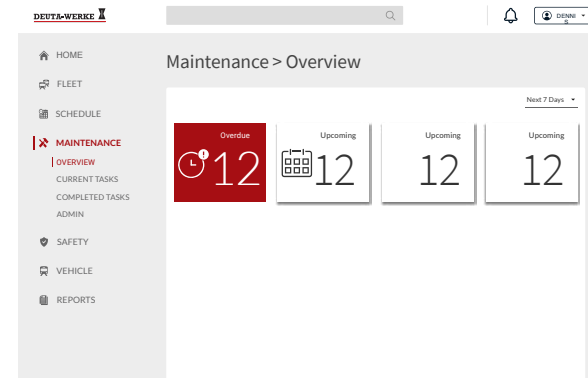 DEUTA-WERKE
DENNI
S
HOME
FLEET
SCHEDULE
MAINTENANCE
OVERVIEW
CURRENT TASKS
COMPLETED TASKS
ADMIN
SAFETY
VEHICLE
REPORTS
Maintenance > Overview
Next 7 Days
Overdue
12
Upcoming
12
Upcoming
12
Upcoming
12